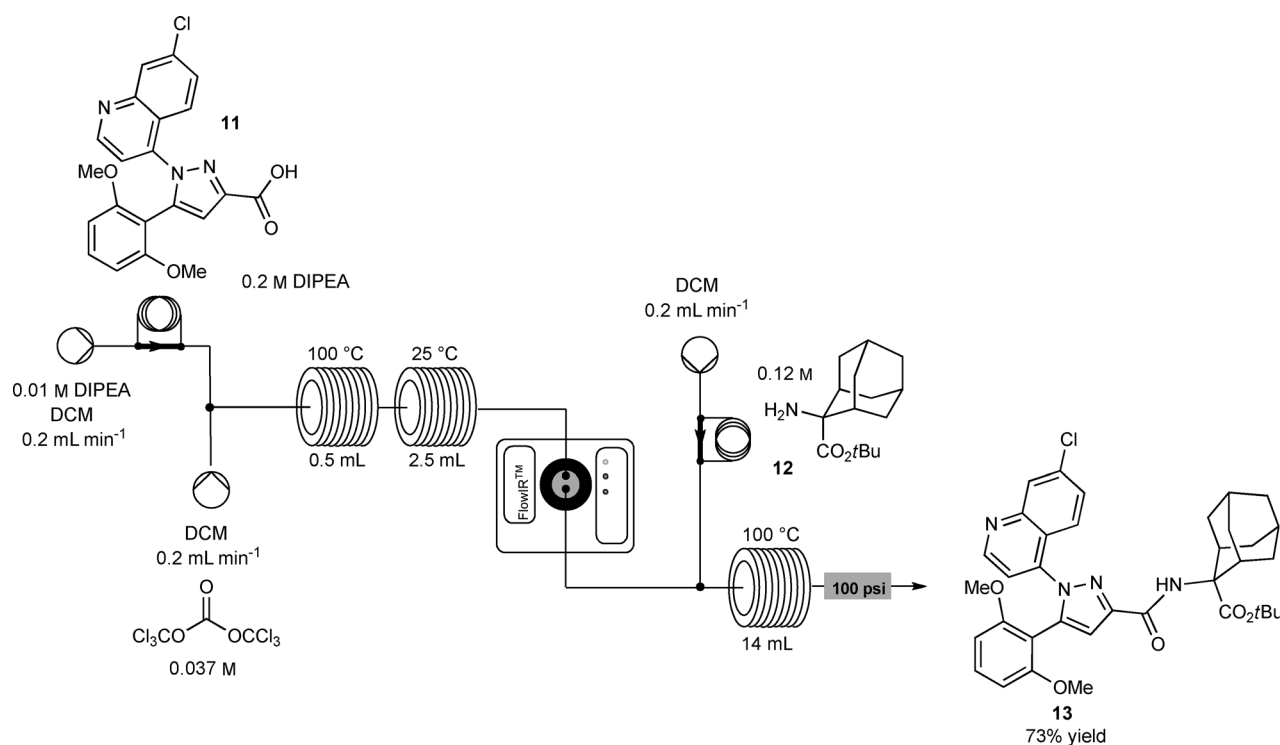 Cl
N
11
MeO
N
N
OH
O
OMe
0.2 M DIPEA
0.01 M DIPEA
DCM
0.2 mL min-1
100 °C
0.5 mL
25 °C
2.5 mL
DCM
0.2 mL min-1
O
Cl3CO
OCCl3
0.037 M
FlowIR™
DCM
0.2 mL min-1
0.12 M
H2N
CO2tBu
12
100 °C
14 mL
100 psi
Cl
N
MeO
N
N
HN
O
CO2tBu
OMe
13
73% yield